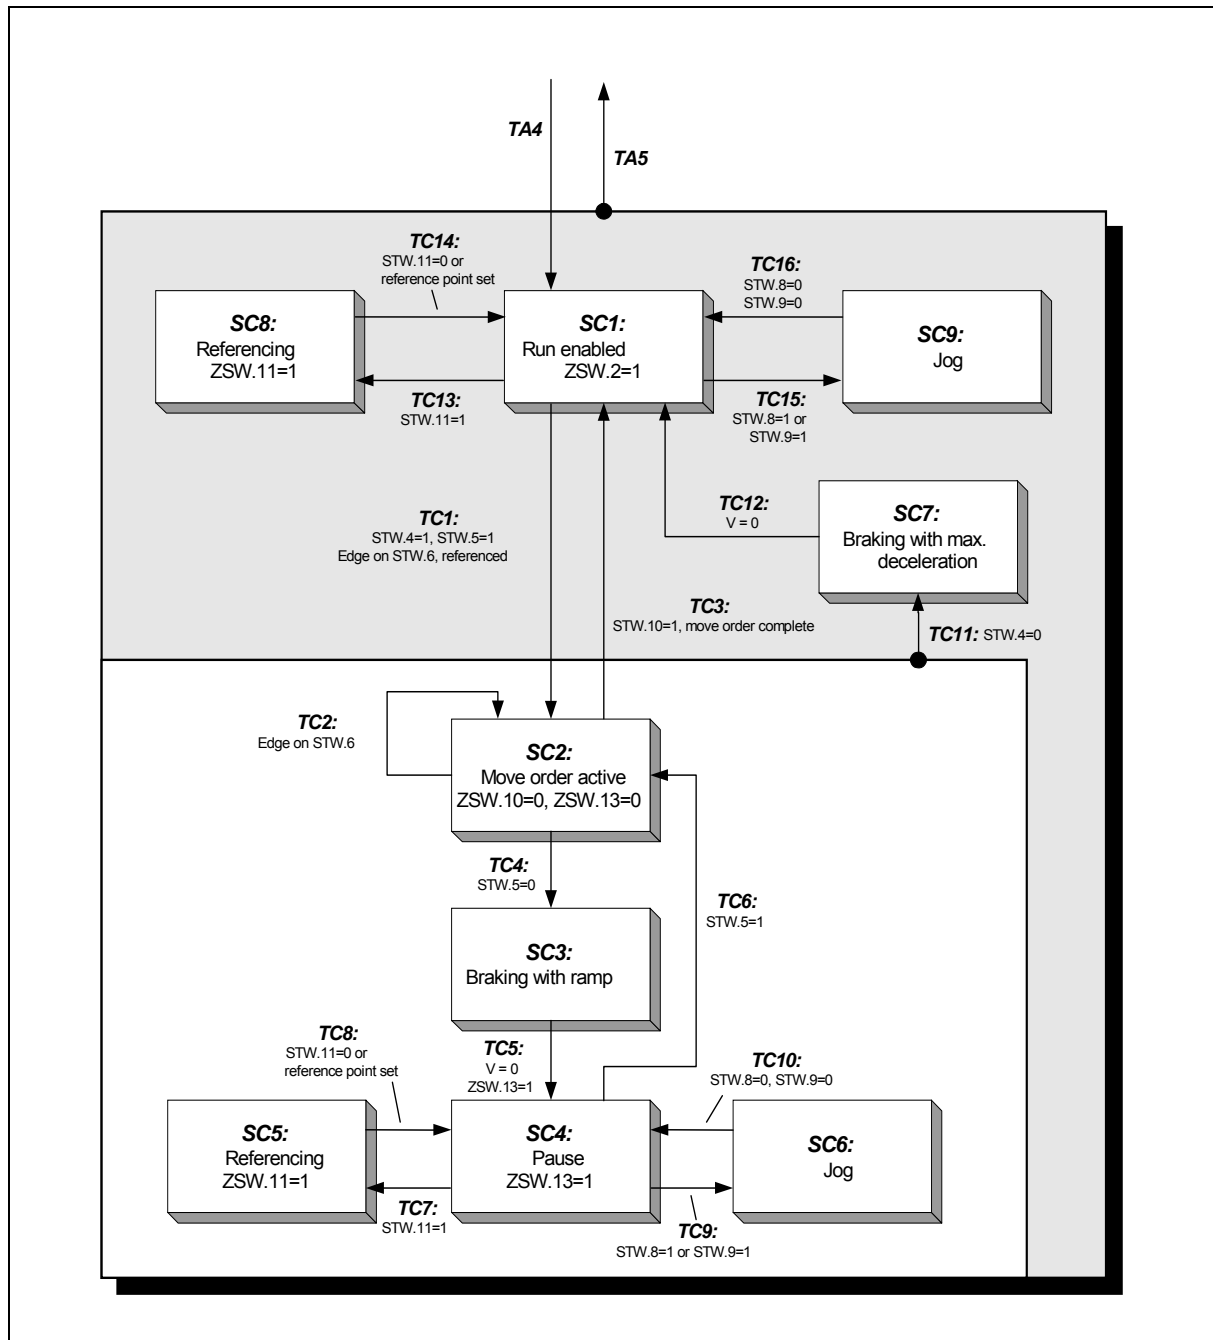 TA4
TA5
TC14:
STW.11=0 or
reference point set
TC16:
STW.8=0
STW.9=0
SC8:
Referencing
ZSW.11=1
SC1:
Run enabled
ZSW.2=1
SC9:
Jog
TC13:
STW.11=1
TC15:
STW.8=1 or
STW.9=1
TC12:
V = 0
SC7:
Braking with max.
deceleration
TC1:
STW.4=1, STW.5=1
Edge on STW.6, referenced
TC3:
STW.10=1, move order complete
TC11: STW.4=0
TC2:
Edge on STW.6
SC2:
Move order active
ZSW.10=0, ZSW.13=0
TC4:
STW.5=0
TC6:
STW.5=1
SC3:
Braking with ramp
TC8:
STW.11=0 or
reference point set
TC5:
V = 0
ZSW.13=1
TC10:
STW.8=0, STW.9=0
SC5:
Referencing
ZSW.11=1
SC4:
Pause
ZSW.13=1
SC6:
Jog
TC7:
STW.11=1
TC9:
STW.8=1 or STW.9=1